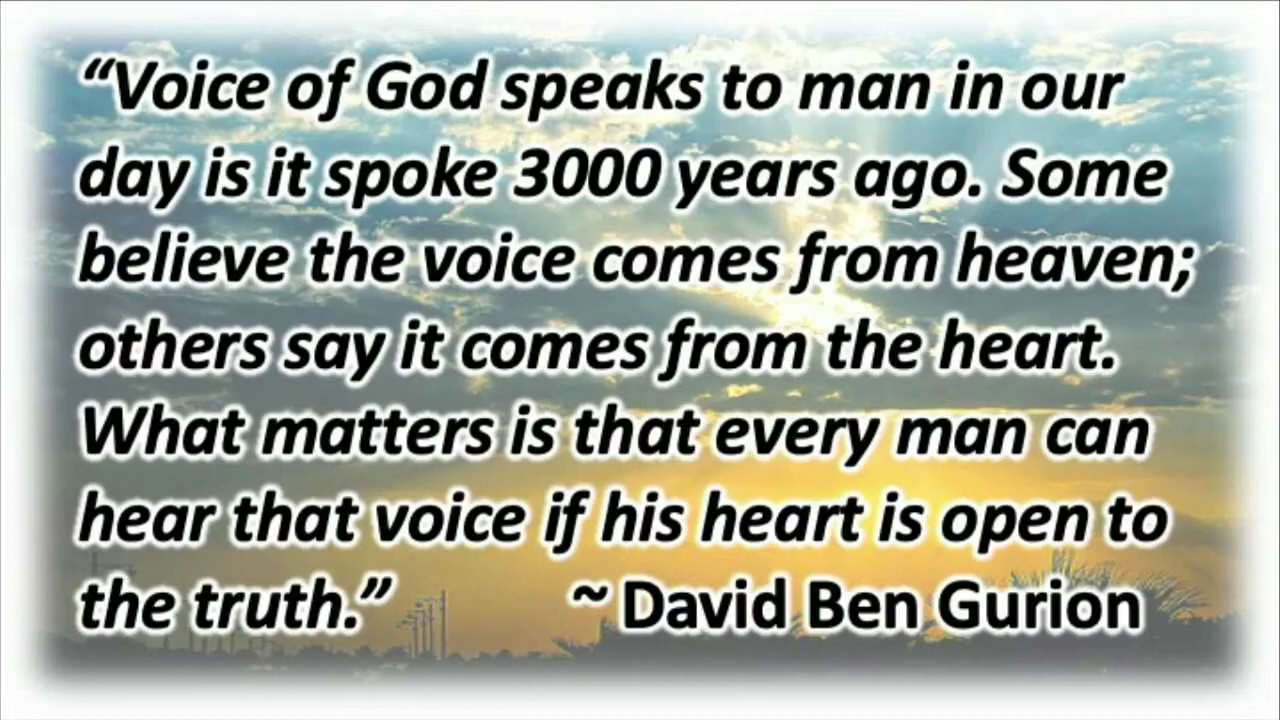 “Voice of God speaks to man in our
day is it spoke 3000 years ago. Some
believe the voice comes from heaven;
others say it comes from the heart.
What matters is that every man can
hear that voice if his heart is open to
the truth.” ~ David Ben Gurion